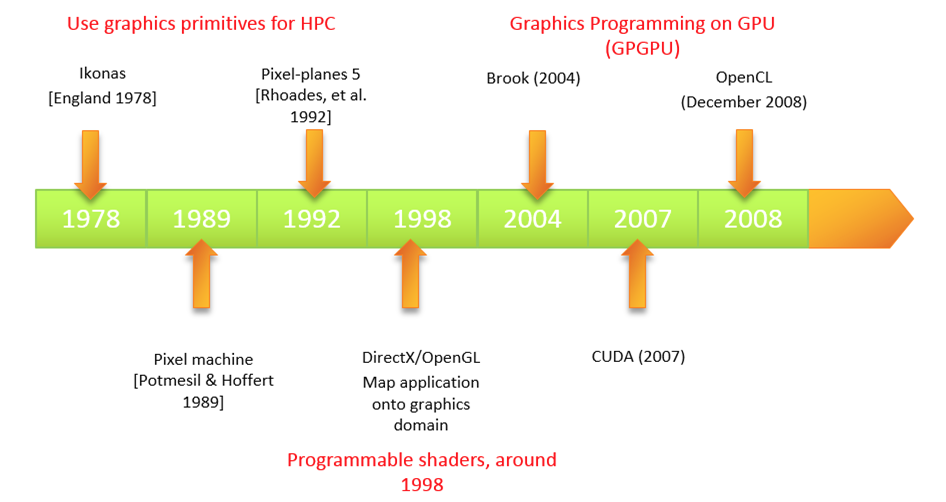 Use graphics primitives for HPC
Graphics Programming on GPU
(GPGPU)
Ikonas
[England 1978]
Pixel-planes 5
[Rhoades, et al.
1992]
Brook (2004)
OpenCL
(December 2008)
1978
1989
1992
1998
2004
2007
2008
Pixel machine
[Potmesil & Hoffert
1989]
DirectX/OpenGL
Map application
onto graphics
domain
CUDA (2007)
Programmable shaders, around
1998